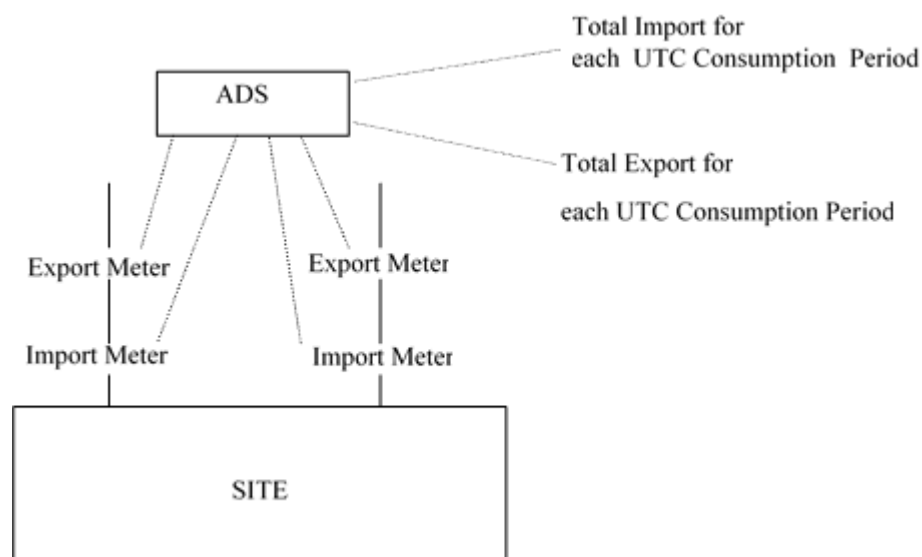 Total Import for
each UTC Consumption Period
ADS
Total Export for
each UTC Consumption Period
Export Meter
Export Meter
Import Meter
Import Meter
SITE